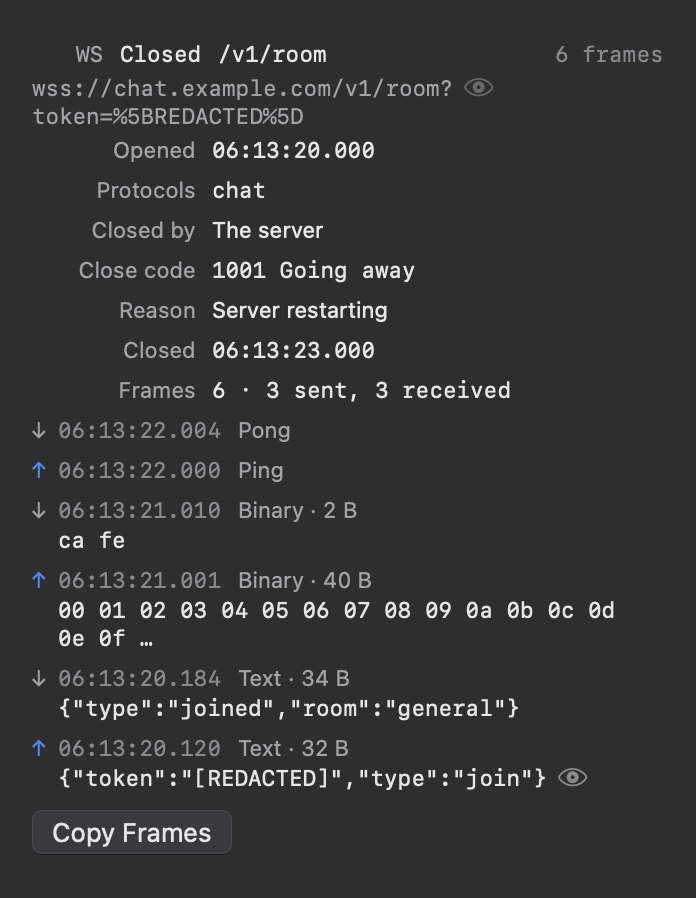 WS Closed /v1/room 6 frames
wss://chat.example.com/v1/room?
token=%5BREDACTED%5D
Opened 06:13:20.000
Protocols chat
Closed by The server
Close code 1001 Going away
Reason Server restarting
Closed 06:13:23.000
Frames 6 · 3 sent, 3 received
↓ 06:13:22.004 Pong
↑ 06:13:22.000 Ping
↓ 06:13:21.010 Binary · 2 B
ca fe
↑ 06:13:21.001 Binary · 40 B
00 01 02 03 04 05 06 07 08 09 0a 0b 0c 0d
0e 0f …
↓ 06:13:20.184 Text · 34 B
{"type":"joined","room":"general"}
↑ 06:13:20.120 Text · 32 B
{"token":"[REDACTED]","type":"join"}
Copy Frames